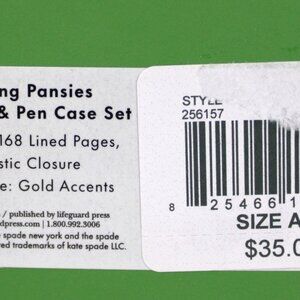 ng Pansies
& Pen Case Set
168 Lined Pages,
stic Closure
e: Gold Accents
s / published by lifeguard press
dpress.com | 1.800.992.3006
spade new york and the spade
red trademarks of kate spade LLC.
STYLE
256157
8 25466 1
SIZE A
$35.0